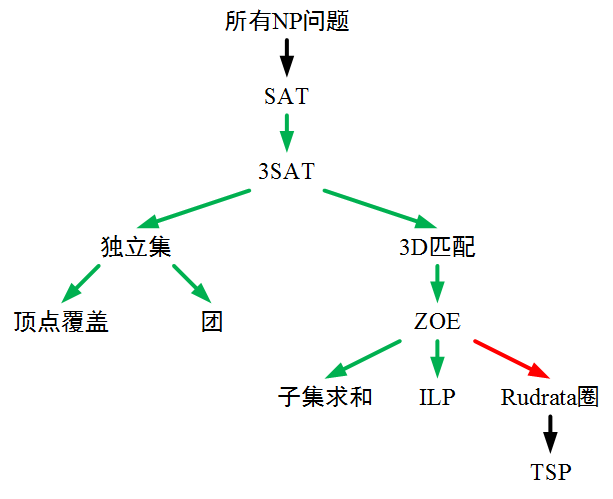 所有NP问题
SAT
3SAT
独立集
3D匹配
顶点覆盖
团
ZOE
子集求和
ILP
Rudrata圈
TSP